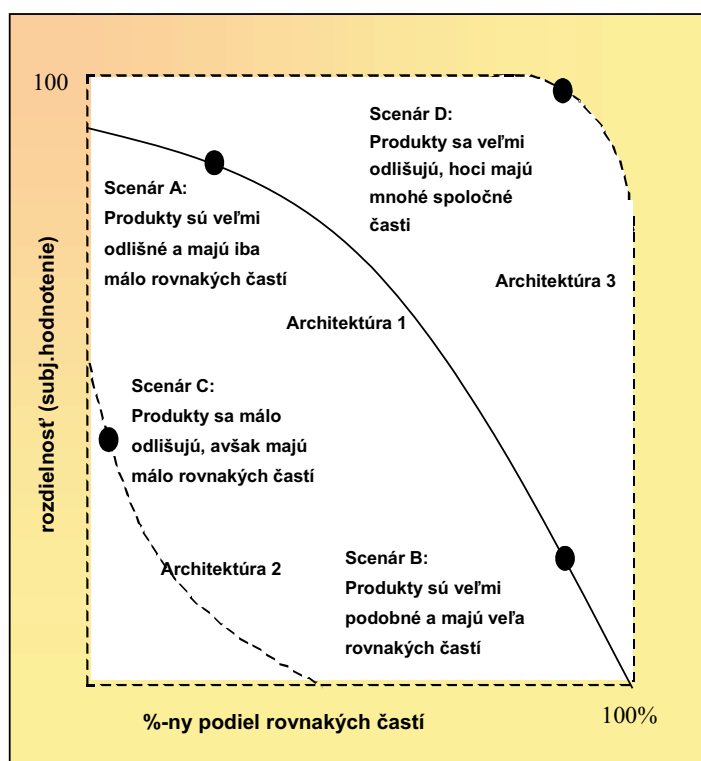 100
Scenár D:
Produkty sa veľmi
odlišujú, hoci majú
mnohé spoločné
časti
Scenár A:
Produkty sú veľmi
odlišné a majú iba
málo rovnakých častí
Architektúra 3
Architektúra 1
rozdielnosť (subj.hodnotenie)
Scenár C:
Produkty sa málo
odlišujú, avšak majú
málo rovnakých častí
Architektúra 2
Scenár B:
Produkty sú veľmi
podobné a majú veľa
rovnakých častí
%-ny podiel rovnakých častí
100%